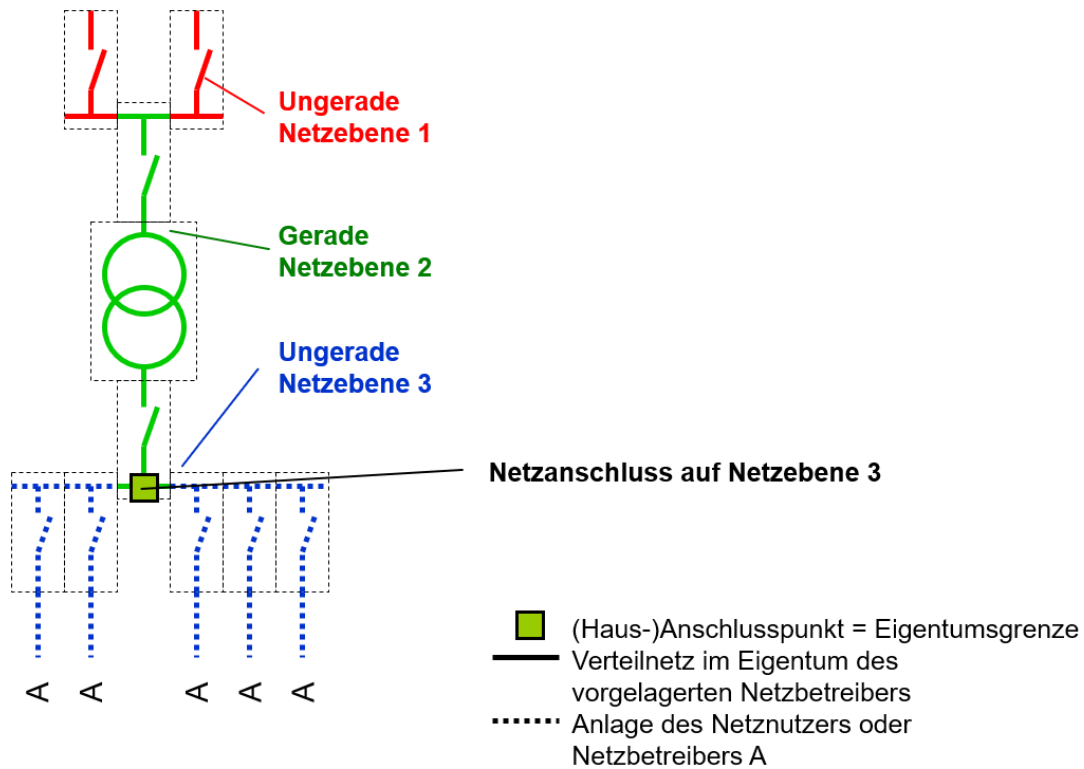 Ungerade
Netzebene 1
Gerade
Netzebene 2
Ungerade
Netzebene 3
Netzanschluss auf Netzebene 3
(Haus-)Anschlusspunkt = Eigentumsgrenze
Verteilnetz im Eigentum des
vorgelagerten Netzbetreibers
Anlage des Netznutzers oder
Netzbetreibers A
A A A A A